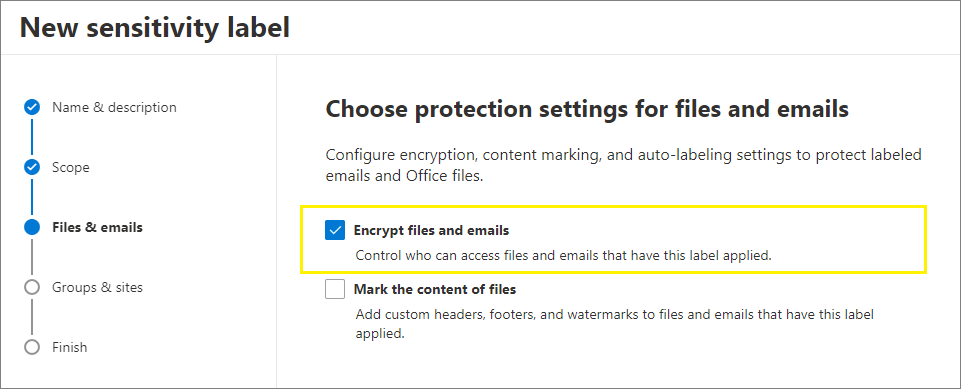 New sensitivity label
Name & description
Scope
Files & emails
Groups & sites
Finish
Choose protection settings for files and emails
Configure encryption, content marking, and auto-labeling settings to protect labeled
emails and Office files.
Encrypt files and emails
Control who can access files and emails that have this label applied.
Mark the content of files
Add custom headers, footers, and watermarks to files and emails that have this label
applied.